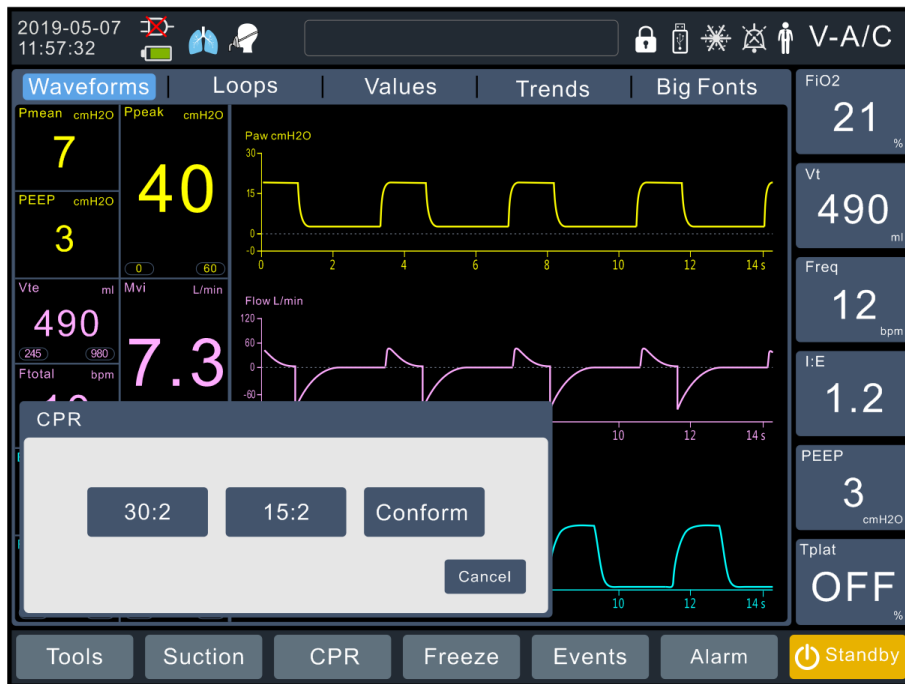 2019-05-07
11:57:32
V-A/C
Waveforms
Loops
Values
Trends
Big Fonts
Pmean cmH2O
7
Ppeak cmH2O
40
0 60
PEEP cmH2O
3
Vte ml
490
245 980
Mvi L/min
7.3
Ftotal bpm
Paw cmH2O
30
15
0
-0
0 2 4 6 8 10 12 14 s
Flow L/min
120
60
0
-60
10 12 14 s
10 12 14 s
CPR
30:2
15:2
Conform
Cancel
FiO2
21
%
Vt
490
ml
Freq
12
bpm
I:E
1.2
PEEP
3
cmH2O
Tplat
OFF
%
Tools
Suction
CPR
Freeze
Events
Alarm
Standby